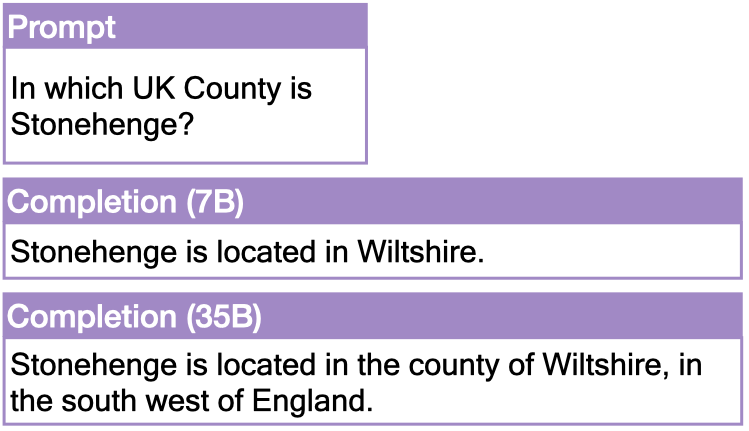 Prompt
In which UK County is
Stonehenge?
Completion (7B)
Stonehenge is located in Wiltshire.
Completion (35B)
Stonehenge is located in the county of Wiltshire, in
the south west of England.